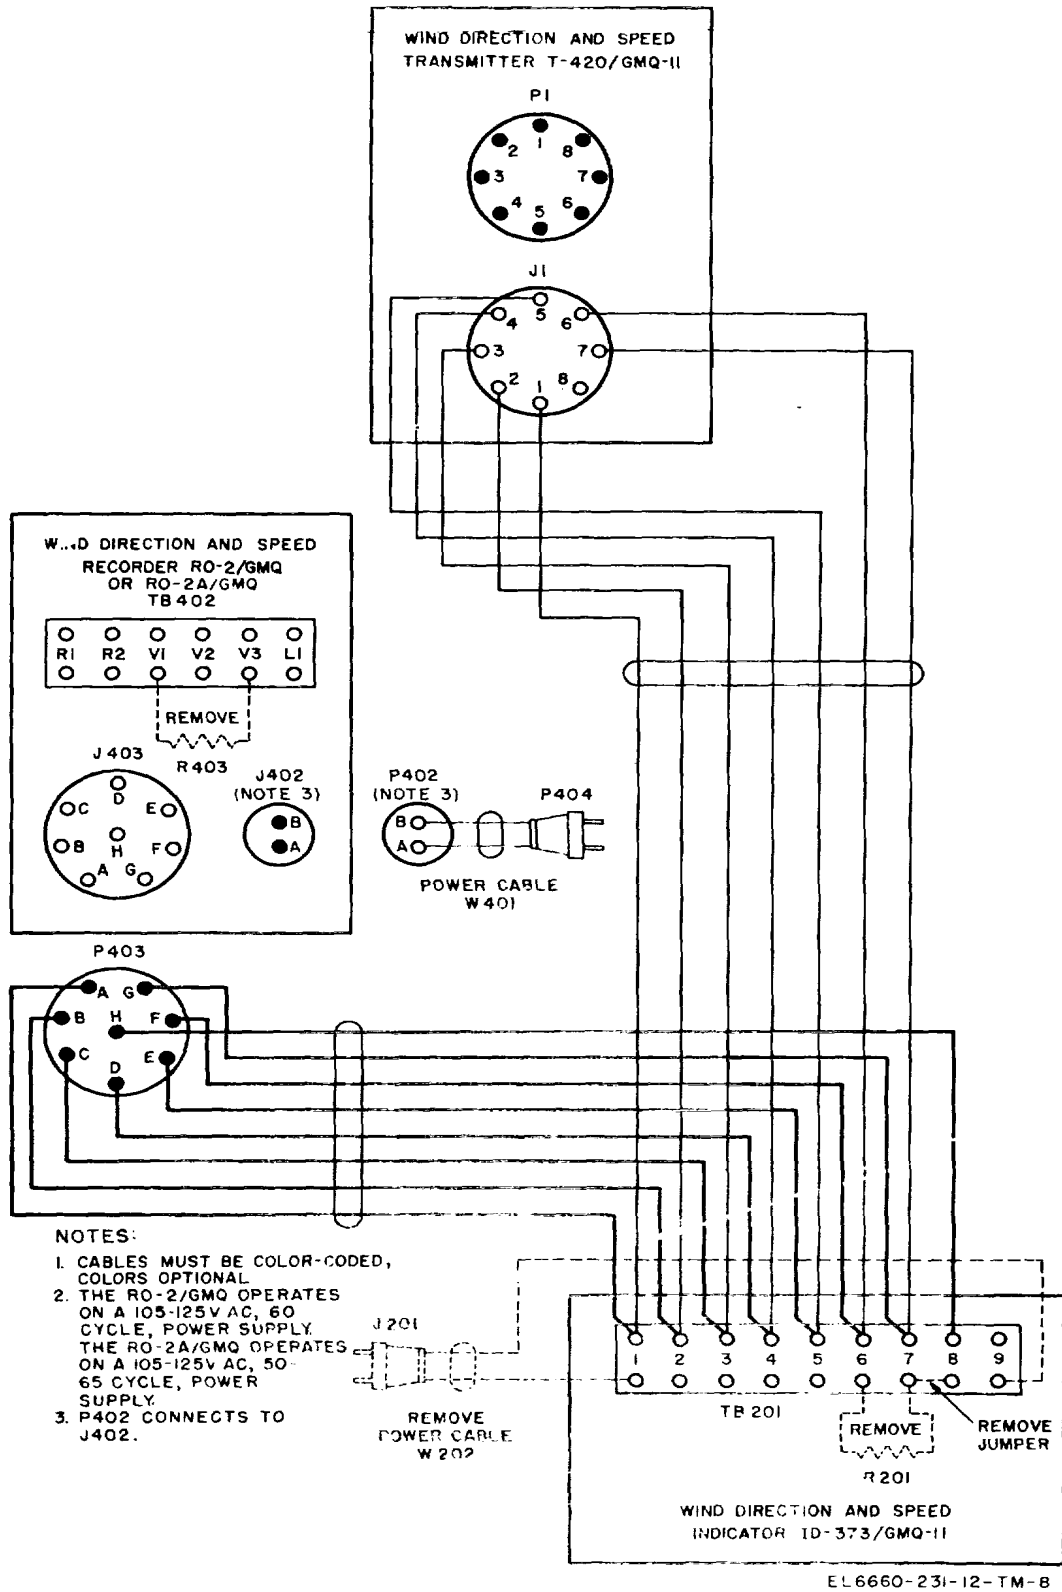 WIND DIRECTION AND SPEED
TRANSMITTER T-420/GMQ-11
P1
1
2
8
3
7
4
6
5
J1
5
4
6
3
7
2
8
1
DIRECTION AND SPEED
RECORDER RO-2/GMQ
OR RO-2A/GMQ
TB402
R1 R2 V1 V2 V3 L1
REMOVE
R403
J403
D
C E
B H F
A G
J402
(NOTE 3)
B
A
P402
(NOTE 3)
B
A
P404
POWER CABLE
W401
P403
A G
B H F
C E
D
NOTES:
1. CABLES MUST BE COLOR-CODED,
COLORS OPTIONAL
2. THE RO-2/GMQ OPERATES
ON A 105-125V AC, 60
CYCLE, POWER SUPPLY.
THE RO-2A/GMQ OPERATES
ON A 105-125V AC, 50-
65 CYCLE, POWER
SUPPLY.
3. P402 CONNECTS TO
J402.
J201
REMOVE
POWER CABLE
W202
1 2 3 4 5 6 7 8 9
TB201
REMOVE
R201
REMOVE
JUMPER
WIND DIRECTION AND SPEED
INDICATOR ID-373/GMQ-11
EL6660-231-12-TM-8